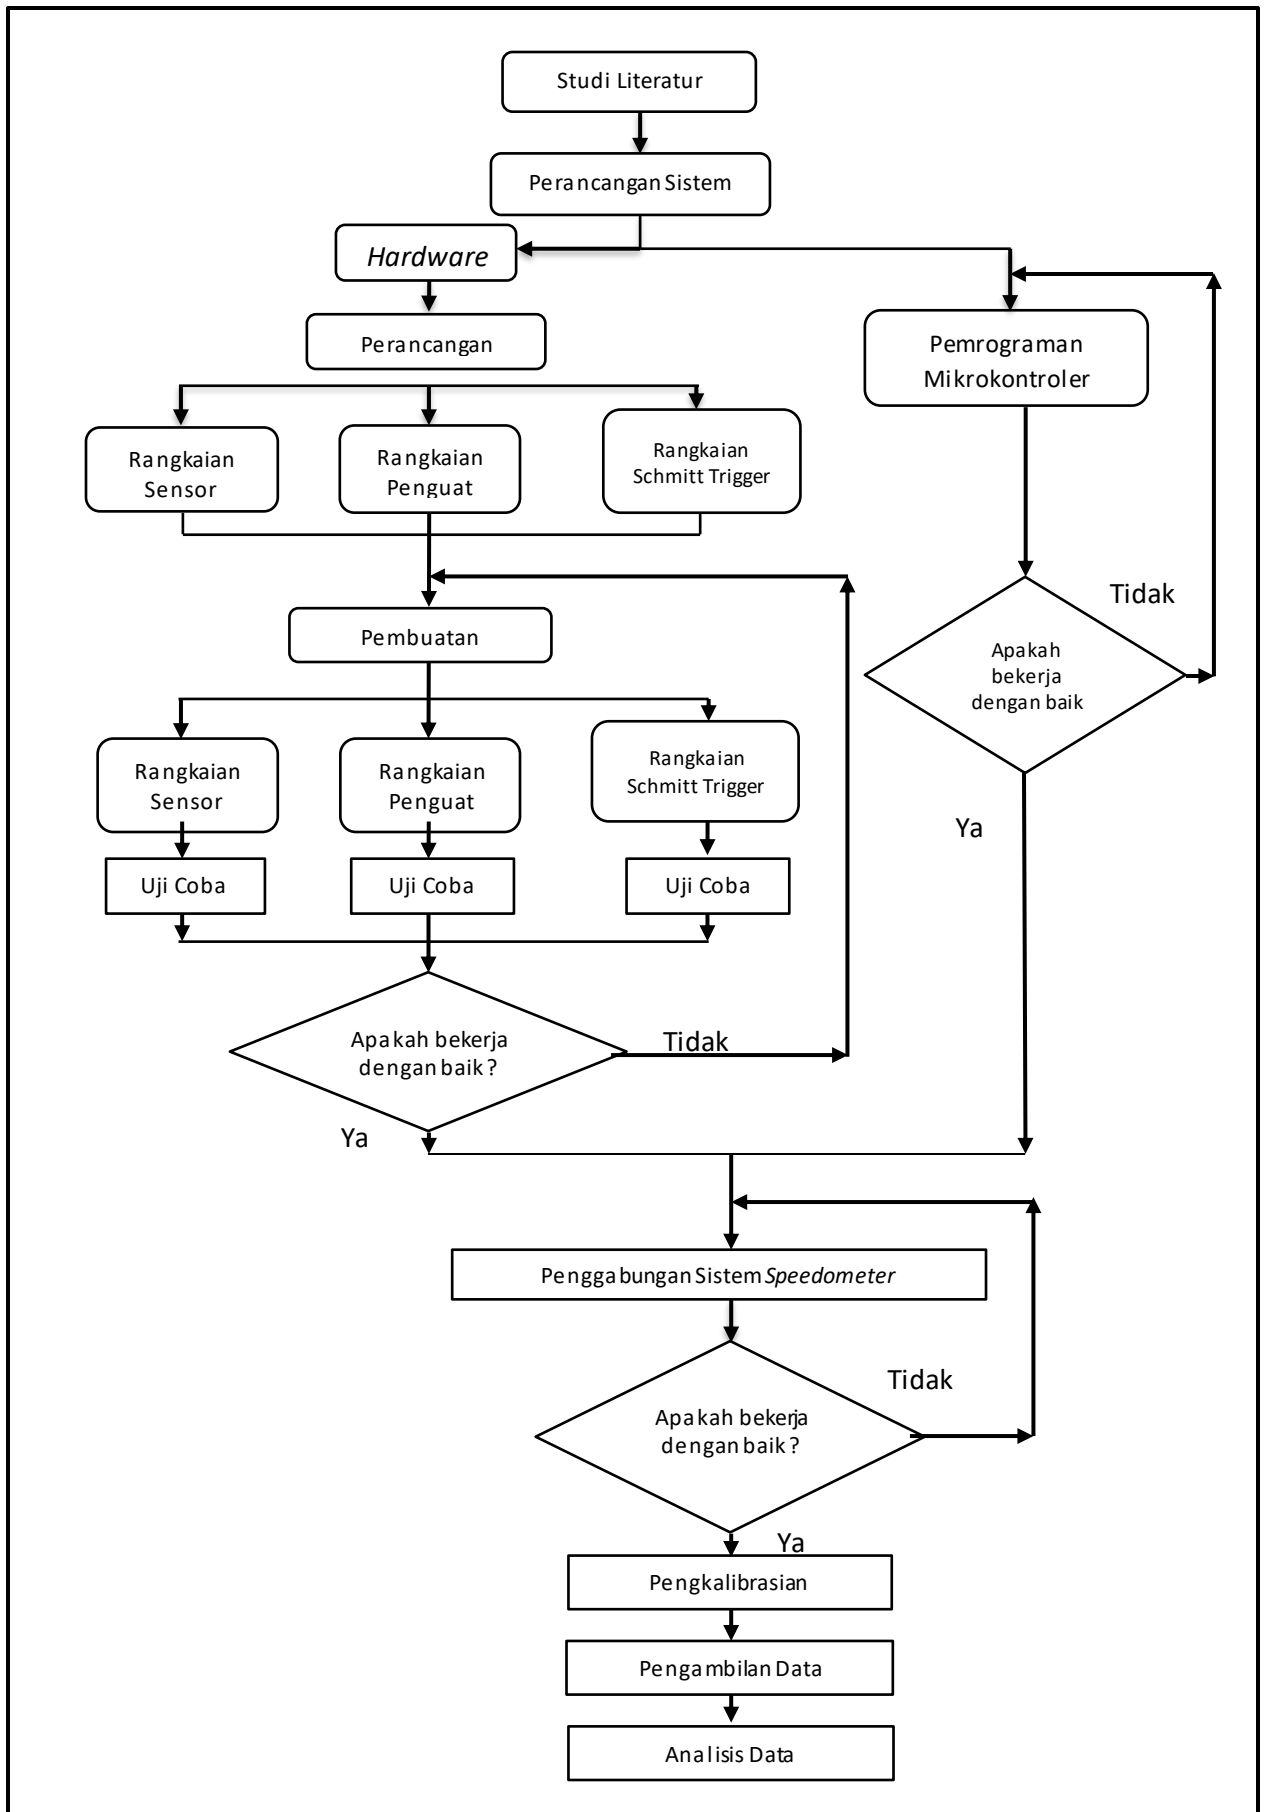 Studi Literatur
Perancangan Sistem
Hardware
Perancangan
Pemrograman
Mikrokontroler
Rangkaian
Sensor
Rangkaian
Penguat
Rangkaian
Schmitt Trigger
Tidak
Apakah
bekerja
dengan baik
Ya
Pembuatan
Rangkaian
Sensor
Rangkaian
Penguat
Rangkaian
Schmitt Trigger
Uji Coba
Uji Coba
Uji Coba
Apakah bekerja
dengan baik ?
Tidak
Ya
Penggabungan Sistem Speedometer
Apakah bekerja
dengan baik ?
Tidak
Ya
Pengkalibrasian
Pengambilan Data
Analisis Data